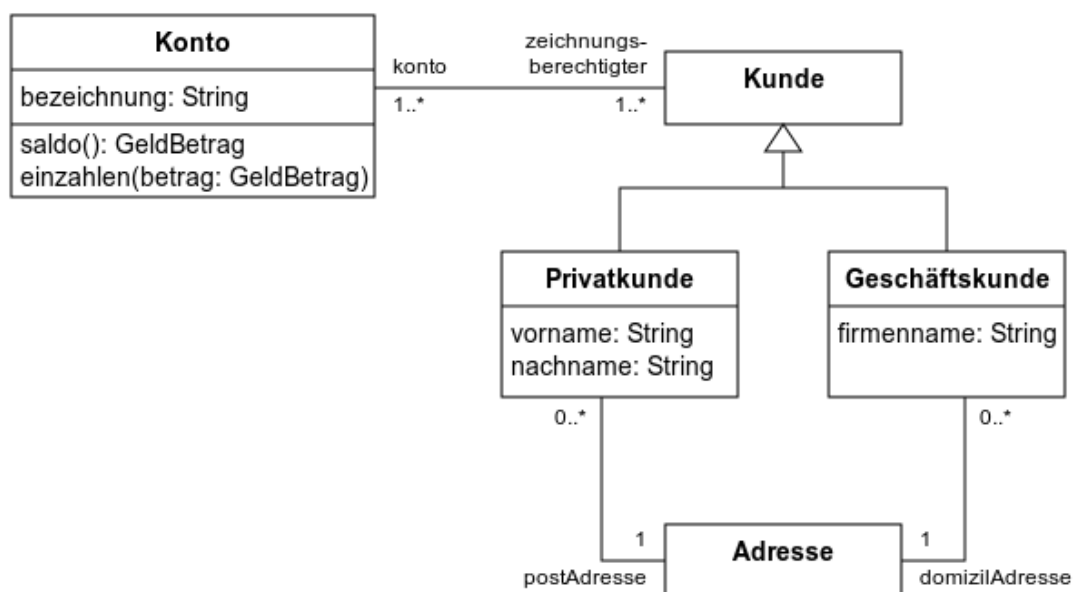 Konto
bezeichnung: String
saldo(): GeldBetrag
einzahlen(betrag: GeldBetrag)
konto
1..*
zeichnungs-
berechtigter
1..*
Kunde
Privatkunde
vorname: String
nachname: String
Geschäftskunde
firmenname: String
0..*
0..*
1
postAdresse
Adresse
1
domizilAdresse